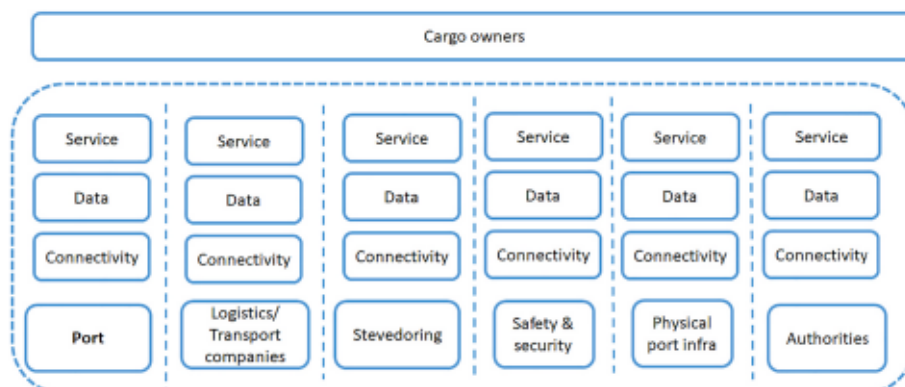 Cargo owners
Service
Service
Service
Service
Service
Service
Data
Data
Data
Data
Data
Data
Connectivity
Connectivity
Connectivity
Connectivity
Connectivity
Connectivity
Port
Logistics/
Transport
companies
Stevedoring
Safety &
security
Physical
port infra
Authorities